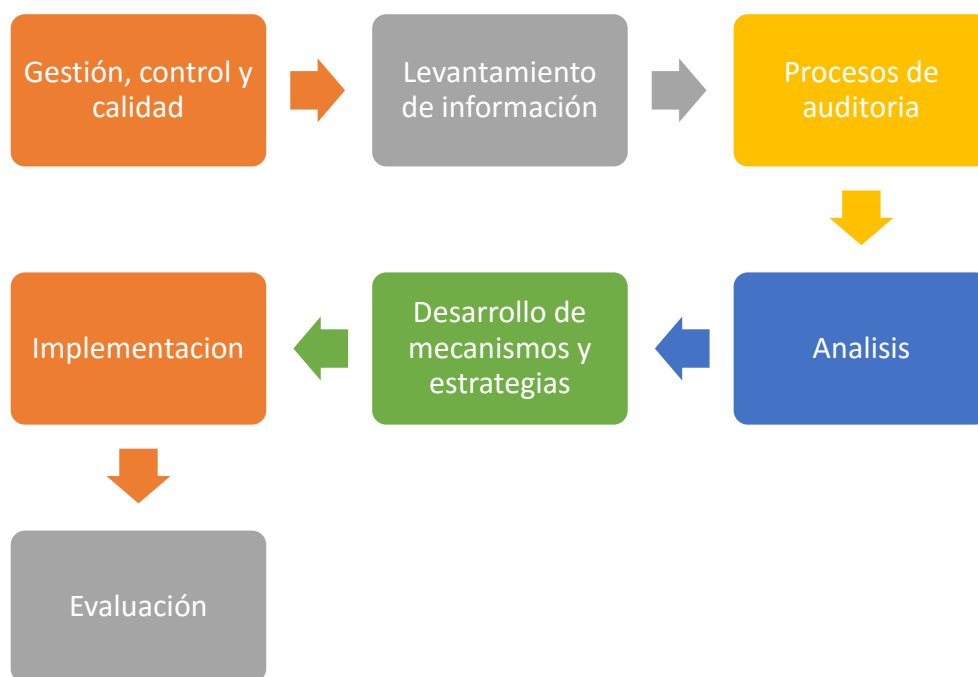 Gestión, control y
calidad
Levantamiento
de información
Procesos de
auditoria
Analisis
Desarrollo de
mecanismos y
estrategias
Implementacion
Evaluación